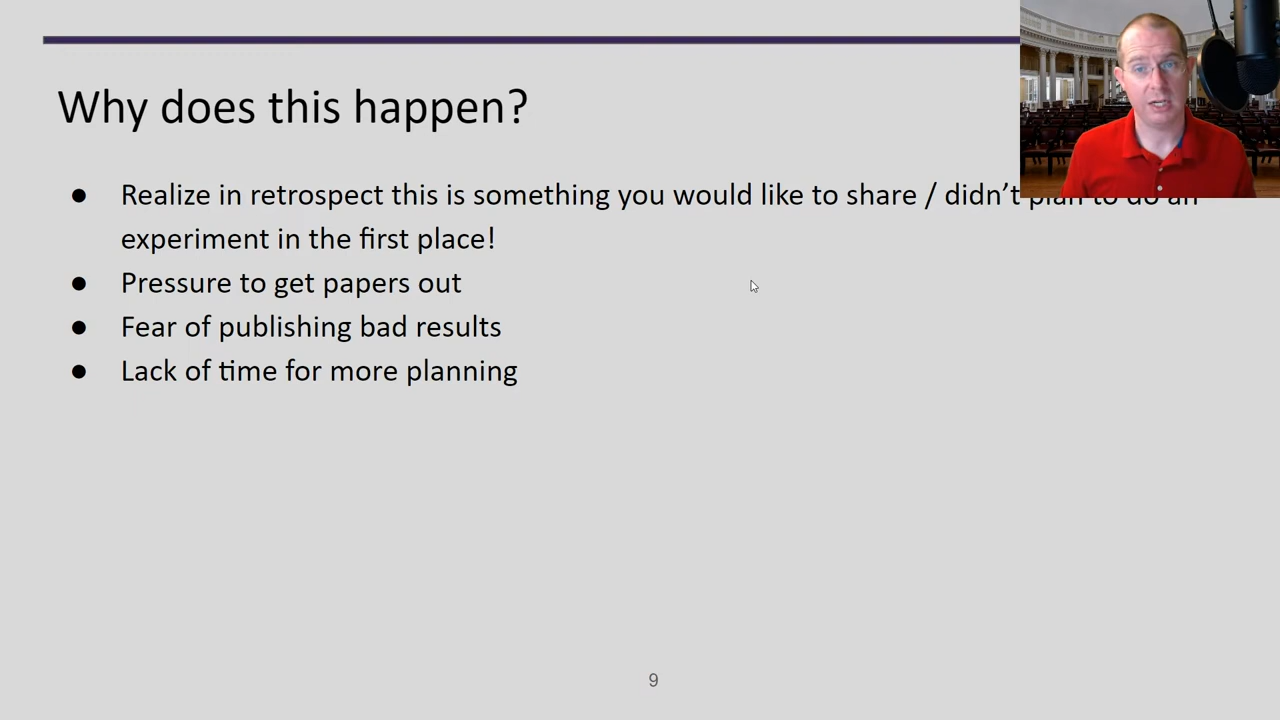 Why does this happen?
● Realize in retrospect this is something you would like to share / didn’t plan to do an
experiment in the first place!
● Pressure to get papers out
● Fear of publishing bad results
● Lack of time for more planning
9